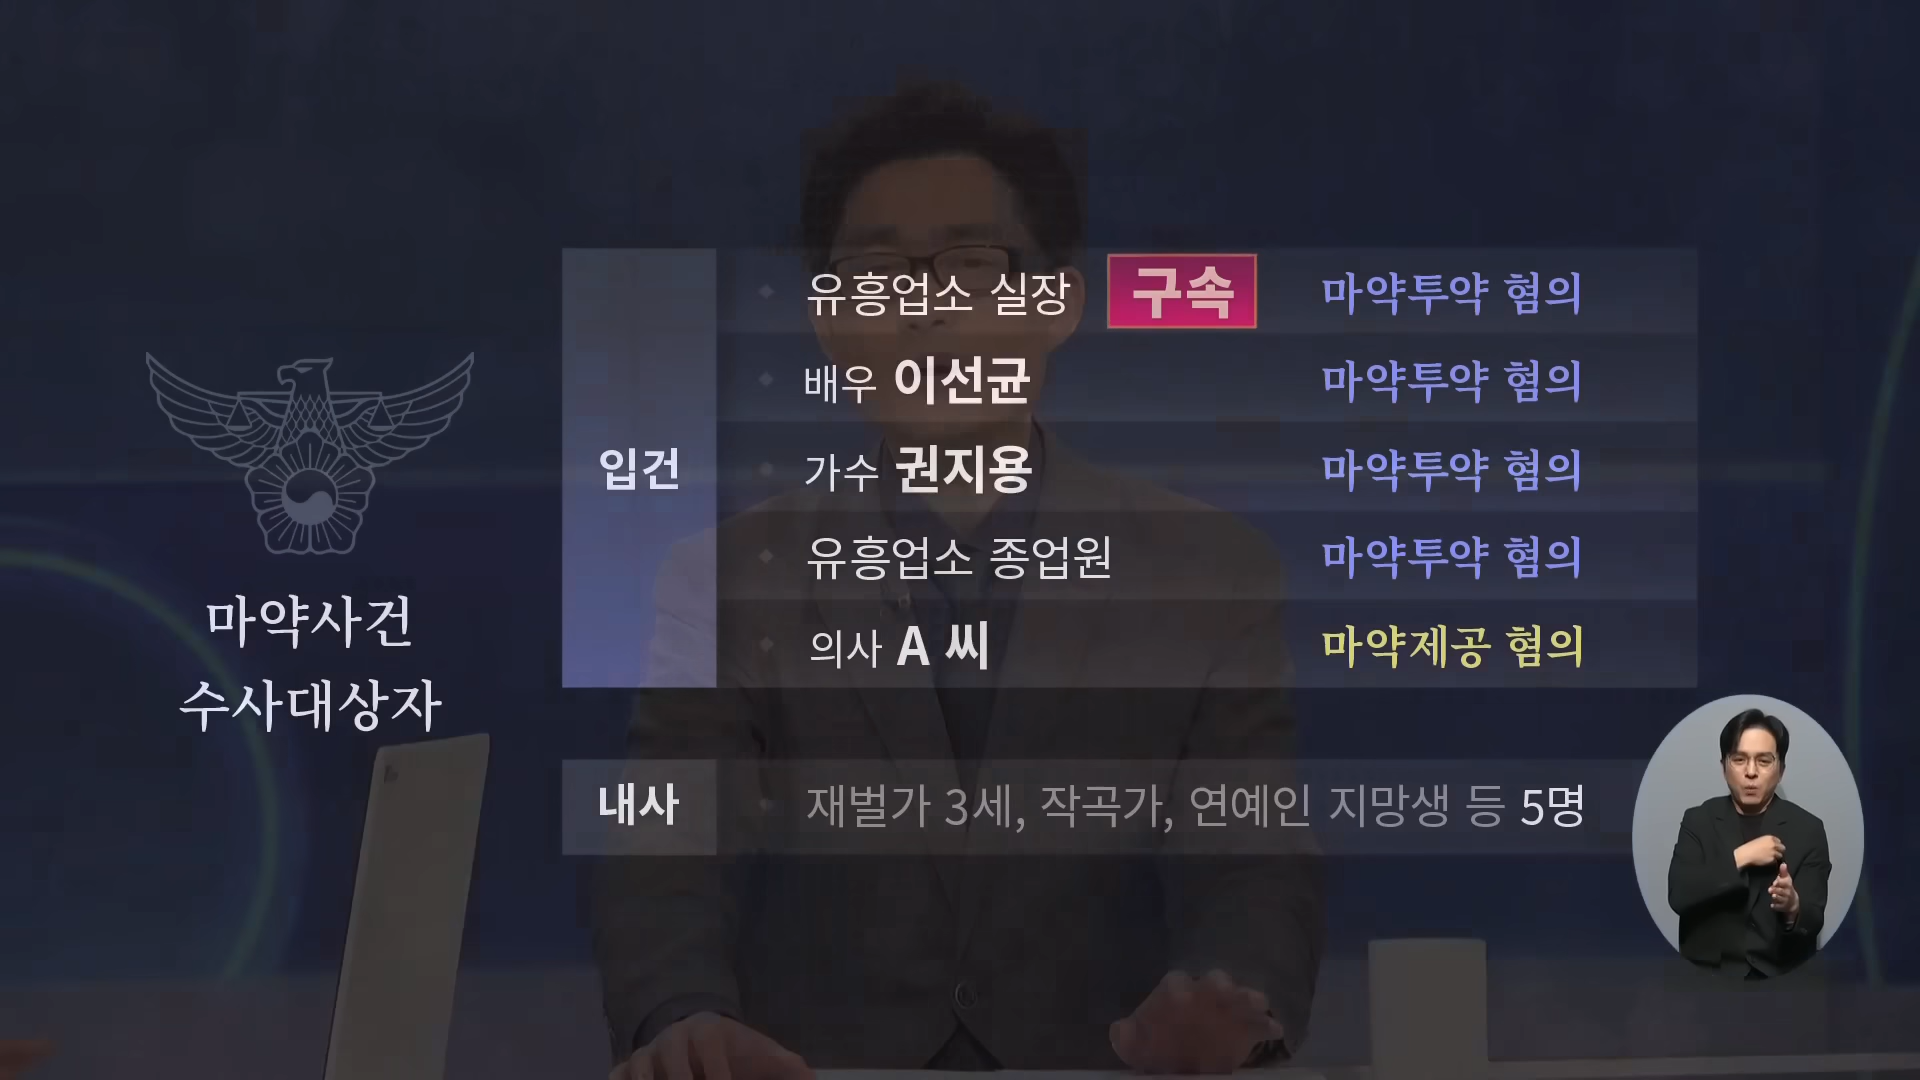 마약사건
수사대상자
입건
유흥업소 실장 구속 마약투약 혐의
배우 이선균 마약투약 혐의
가수 권지용 마약투약 혐의
유흥업소 종업원 마약투약 혐의
의사 A 씨 마약제공 혐의
내사 재벌가 3세, 작곡가, 연예인 지망생 등 5명